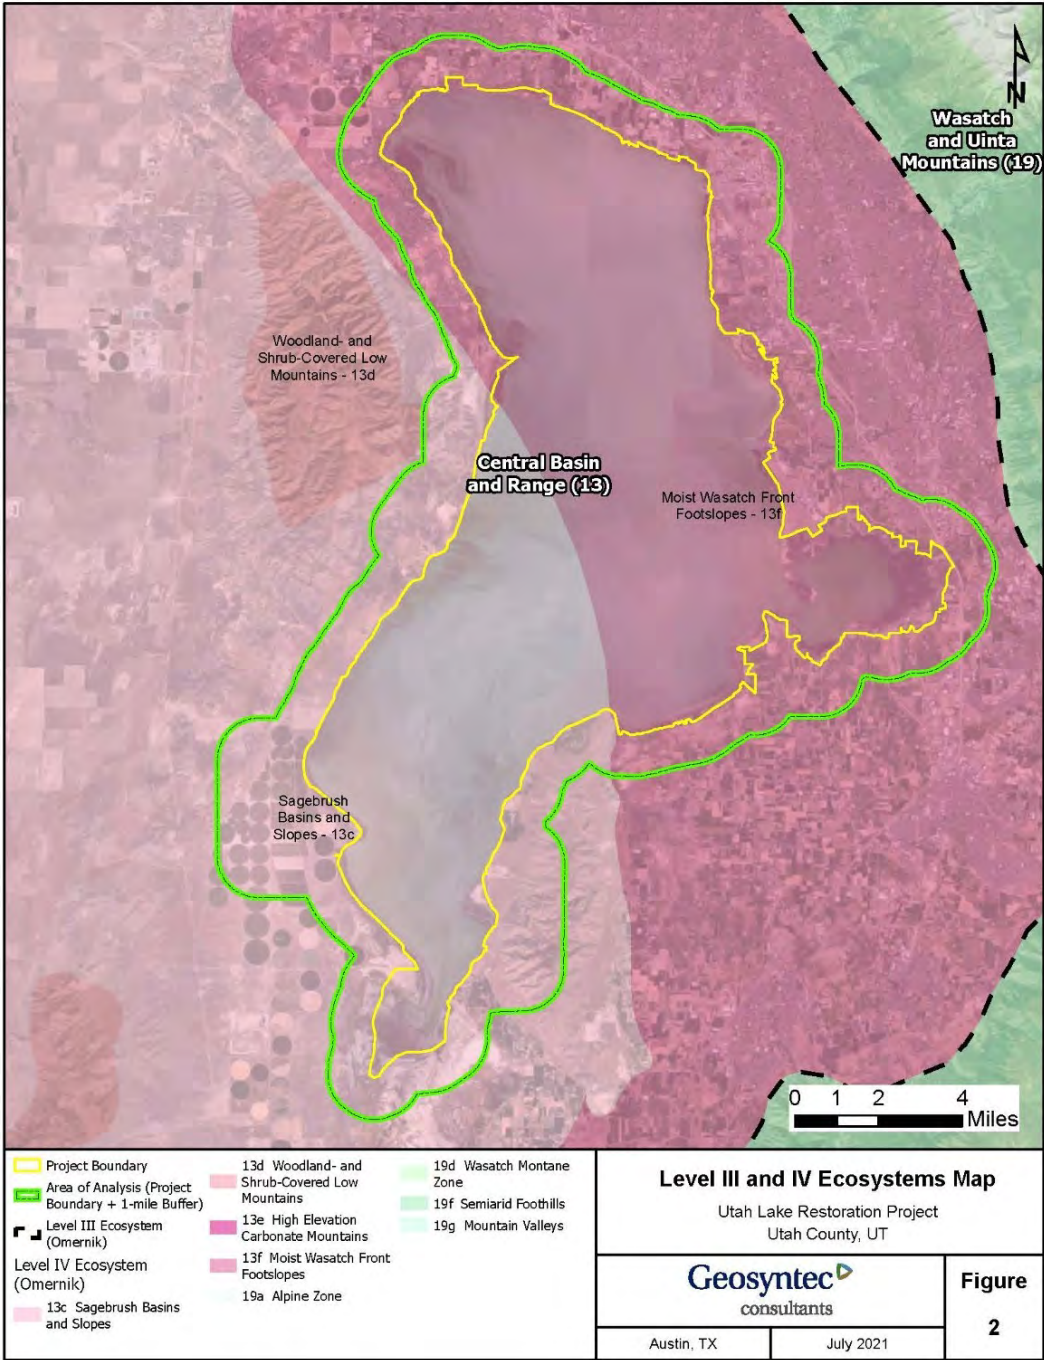 N
Wasatch
and Uinta
Mountains (19)
Woodland- and
Shrub-Covered Low
Mountains - 13d
Central Basin
and Range (13)
Moist Wasatch Front
Footslopes - 13f
Sagebrush
Basins and
Slopes - 13c
0 1 2 4
Miles
Project Boundary
Area of Analysis (Project
Boundary + 1-mile Buffer)
Level III Ecosystem
(Omernik)
Level IV Ecosystem
(Omernik)
13c Sagebrush Basins
and Slopes
13d Woodland- and
Shrub-Covered Low
Mountains
13e High Elevation
Carbonate Mountains
13f Moist Wasatch Front
Footslopes
19a Alpine Zone
19d Wasatch Montane
Zone
19f Semiarid Foothills
19g Mountain Valleys
Level III and IV Ecosystems Map
Utah Lake Restoration Project
Utah County, UT
Geosyntec
consultants
Austin, TX
July 2021
Figure
2